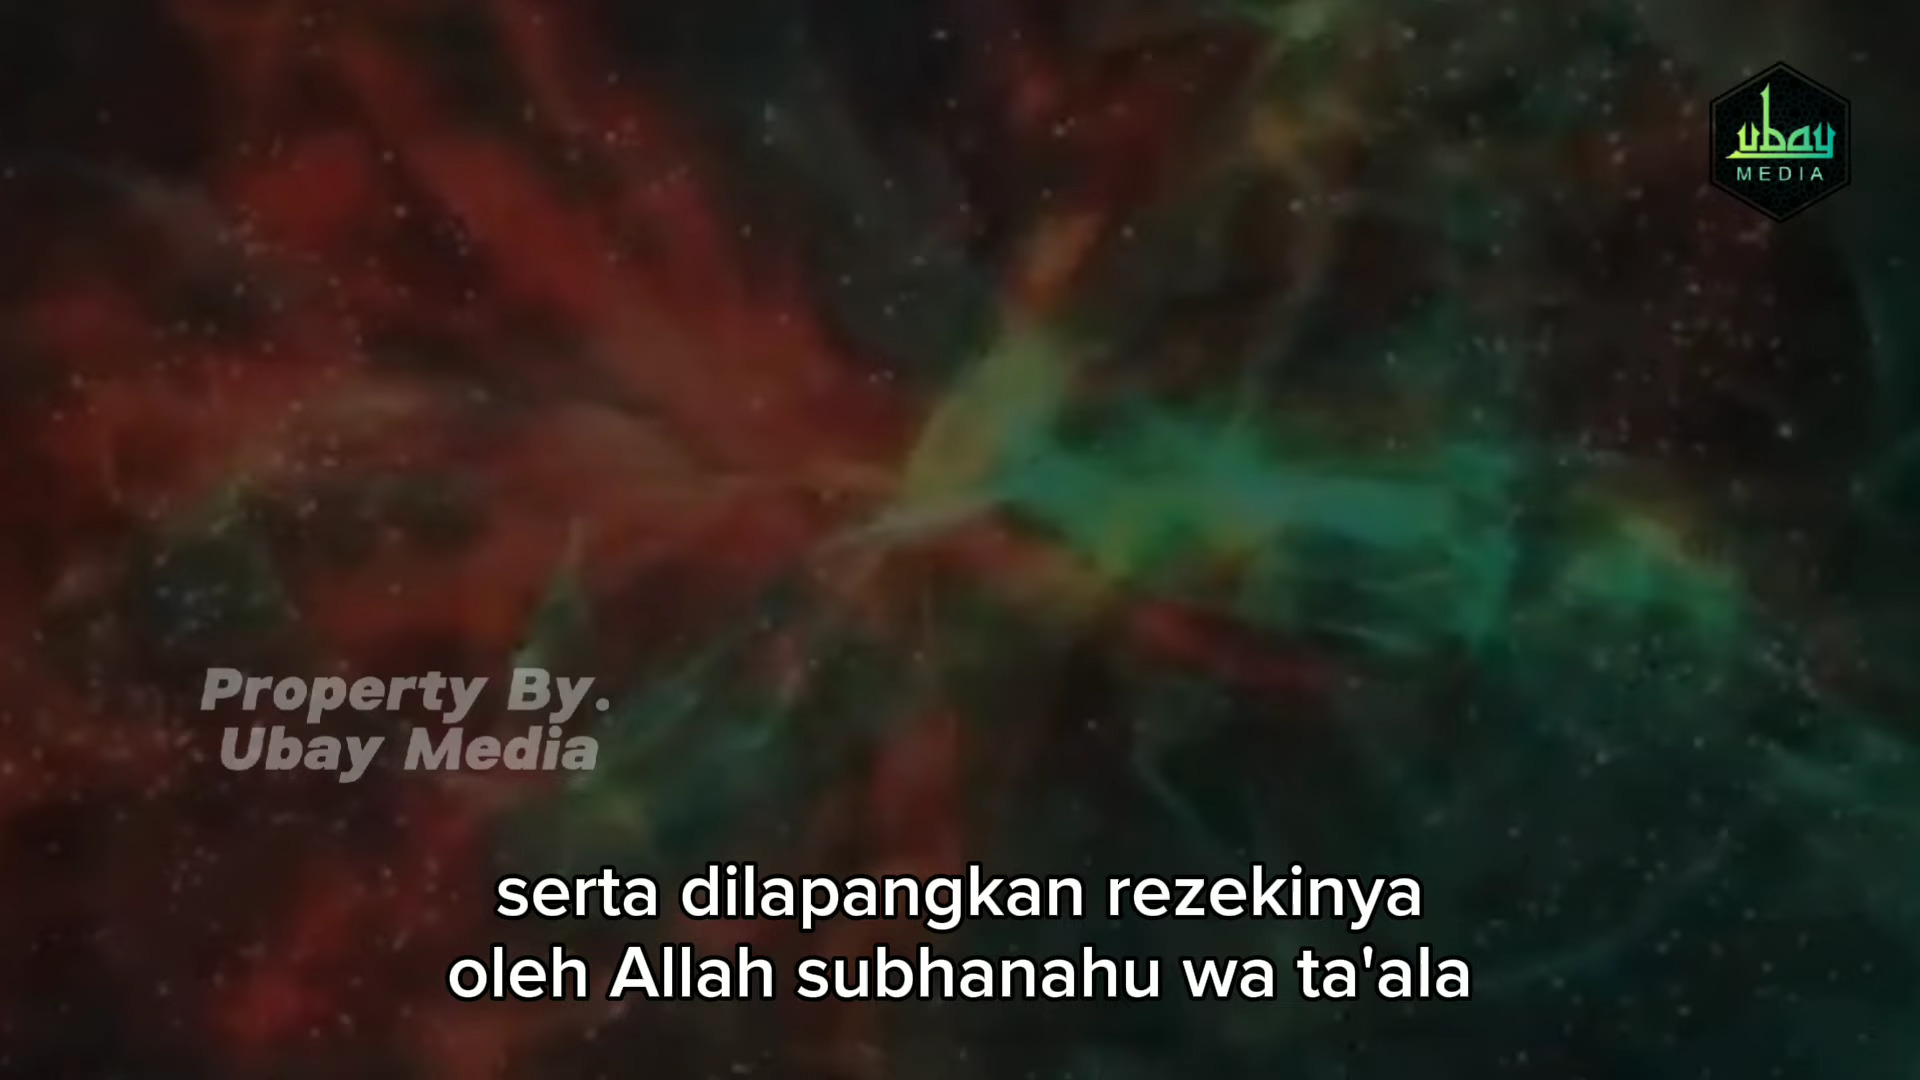 ubay
MEDIA
Property By.
Ubay Media
serta dilapangkan rezekinya
oleh Allah subhanahu wa ta'ala